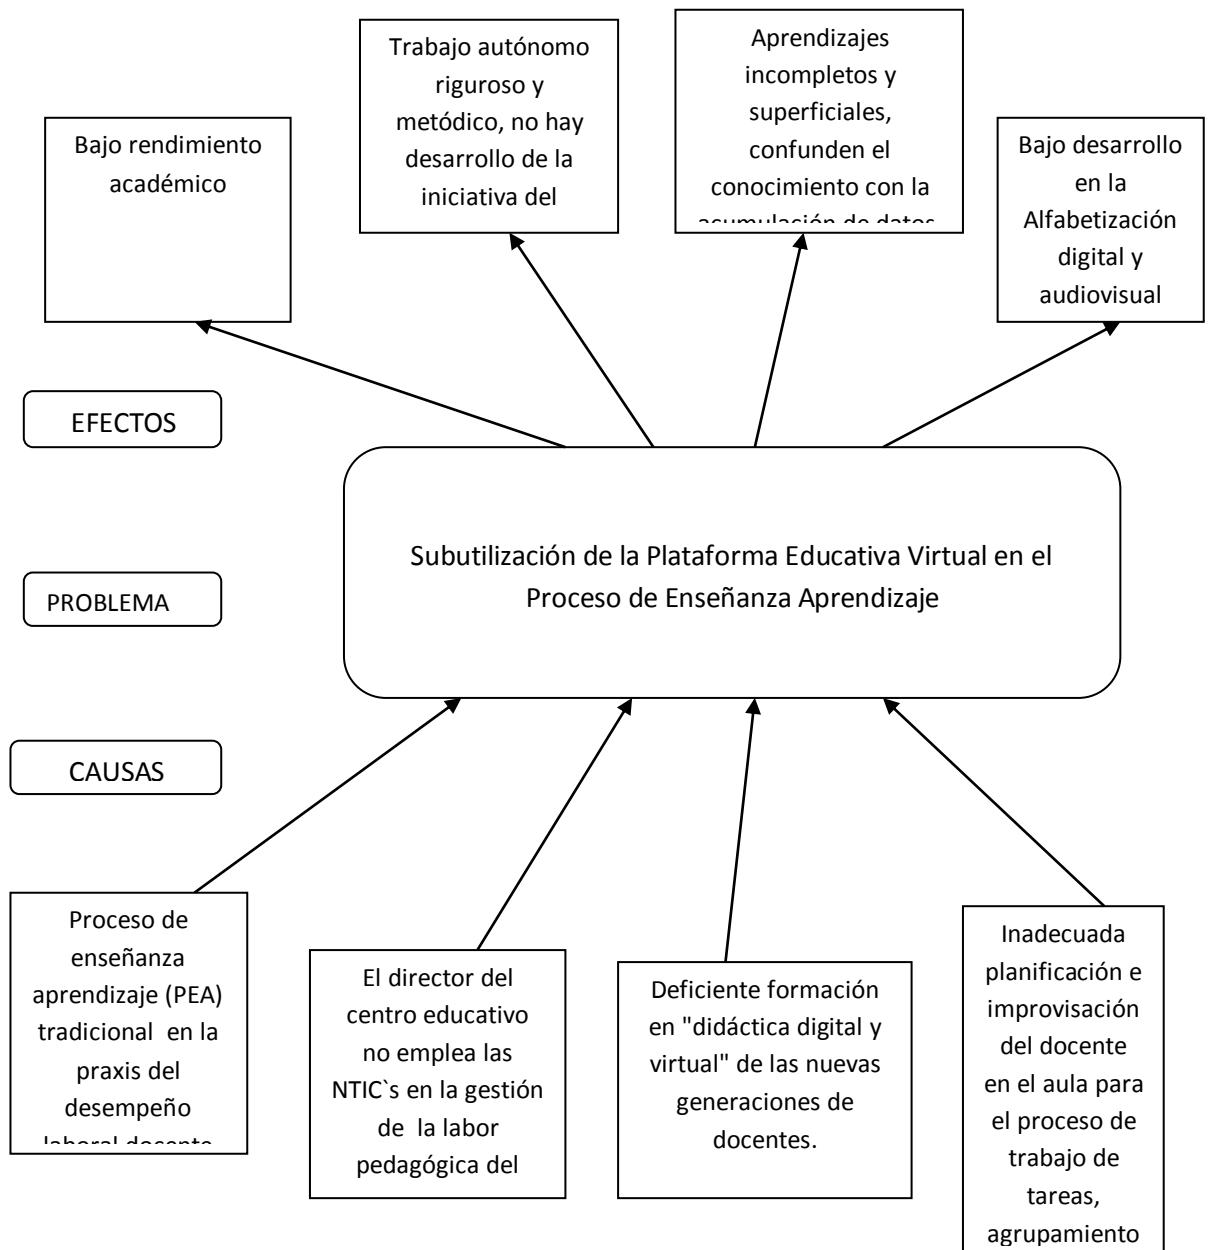 Trabajo autónomo
riguroso y
metódico, no hay
desarrollo de la
iniciativa del
Aprendizajes
incompletos y
superficiales,
confunden el
conocimiento con la
acumulación de datos
Bajo rendimiento
académico
Bajo desarrollo
en la
Alfabetización
digital y
audiovisual
EFECTOS
Subutilización de la Plataforma Educativa Virtual en el
Proceso de Enseñanza Aprendizaje
PROBLEMA
CAUSAS
Proceso de
enseñanza
aprendizaje (PEA)
tradicional en la
praxis del
desempeño
laboral docente
El director del
centro educativo
no emplea las
NTIC`s en la gestión
de la labor
pedagógica del
Deficiente formación
en "didáctica digital y
virtual" de las nuevas
generaciones de
docentes.
Inadecuada
planificación e
improvisación
del docente
en el aula para
el proceso de
trabajo de
tareas,
agrupamiento